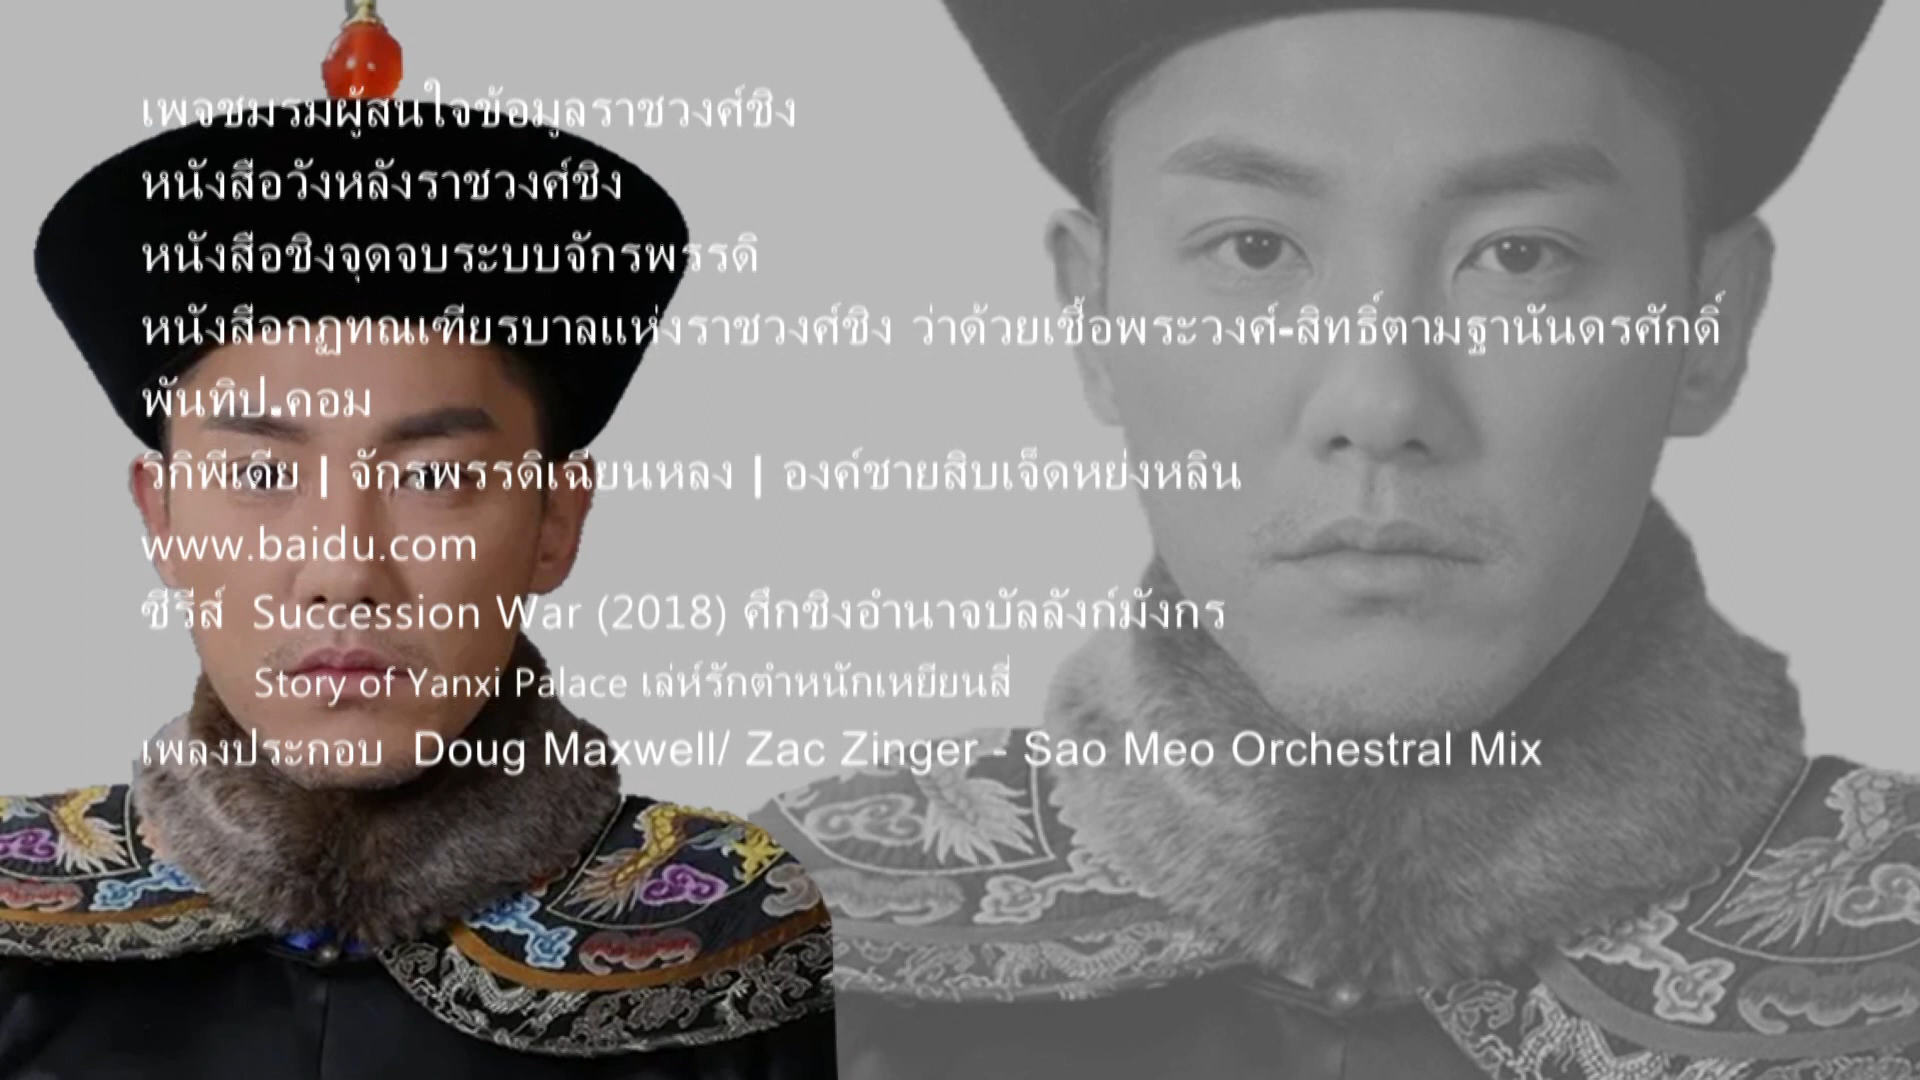 เพจชมรมผู้สนใจข้อมูลราชวงศ์ชิง
หนังสือวังหลังราชวงศ์ชิง
หนังสือชิงจุดจบระบบจักรพรรดิ
หนังสือกฎทณเฑียรบาลแห่งราชวงศ์ชิง ว่าด้วยเชื้อพระวงศ์-สิทธิ์ตามฐานันดรศักดิ์
พันทิป.คอม
วิกิพีเดีย | จักรพรรดิเฉียนหลง | องค์ชายสิบเจ็ดหย่งหลิน
www.baidu.com
ซีรีส์ Succession War (2018) ศึกชิงอำนาจบัลลังก์มังกร
Story of Yanxi Palace เล่ห์รักตำหนักเหยียนสี่
เพลงประกอบ Doug Maxwell/ Zac Zinger - Sao Meo Orchestral Mix